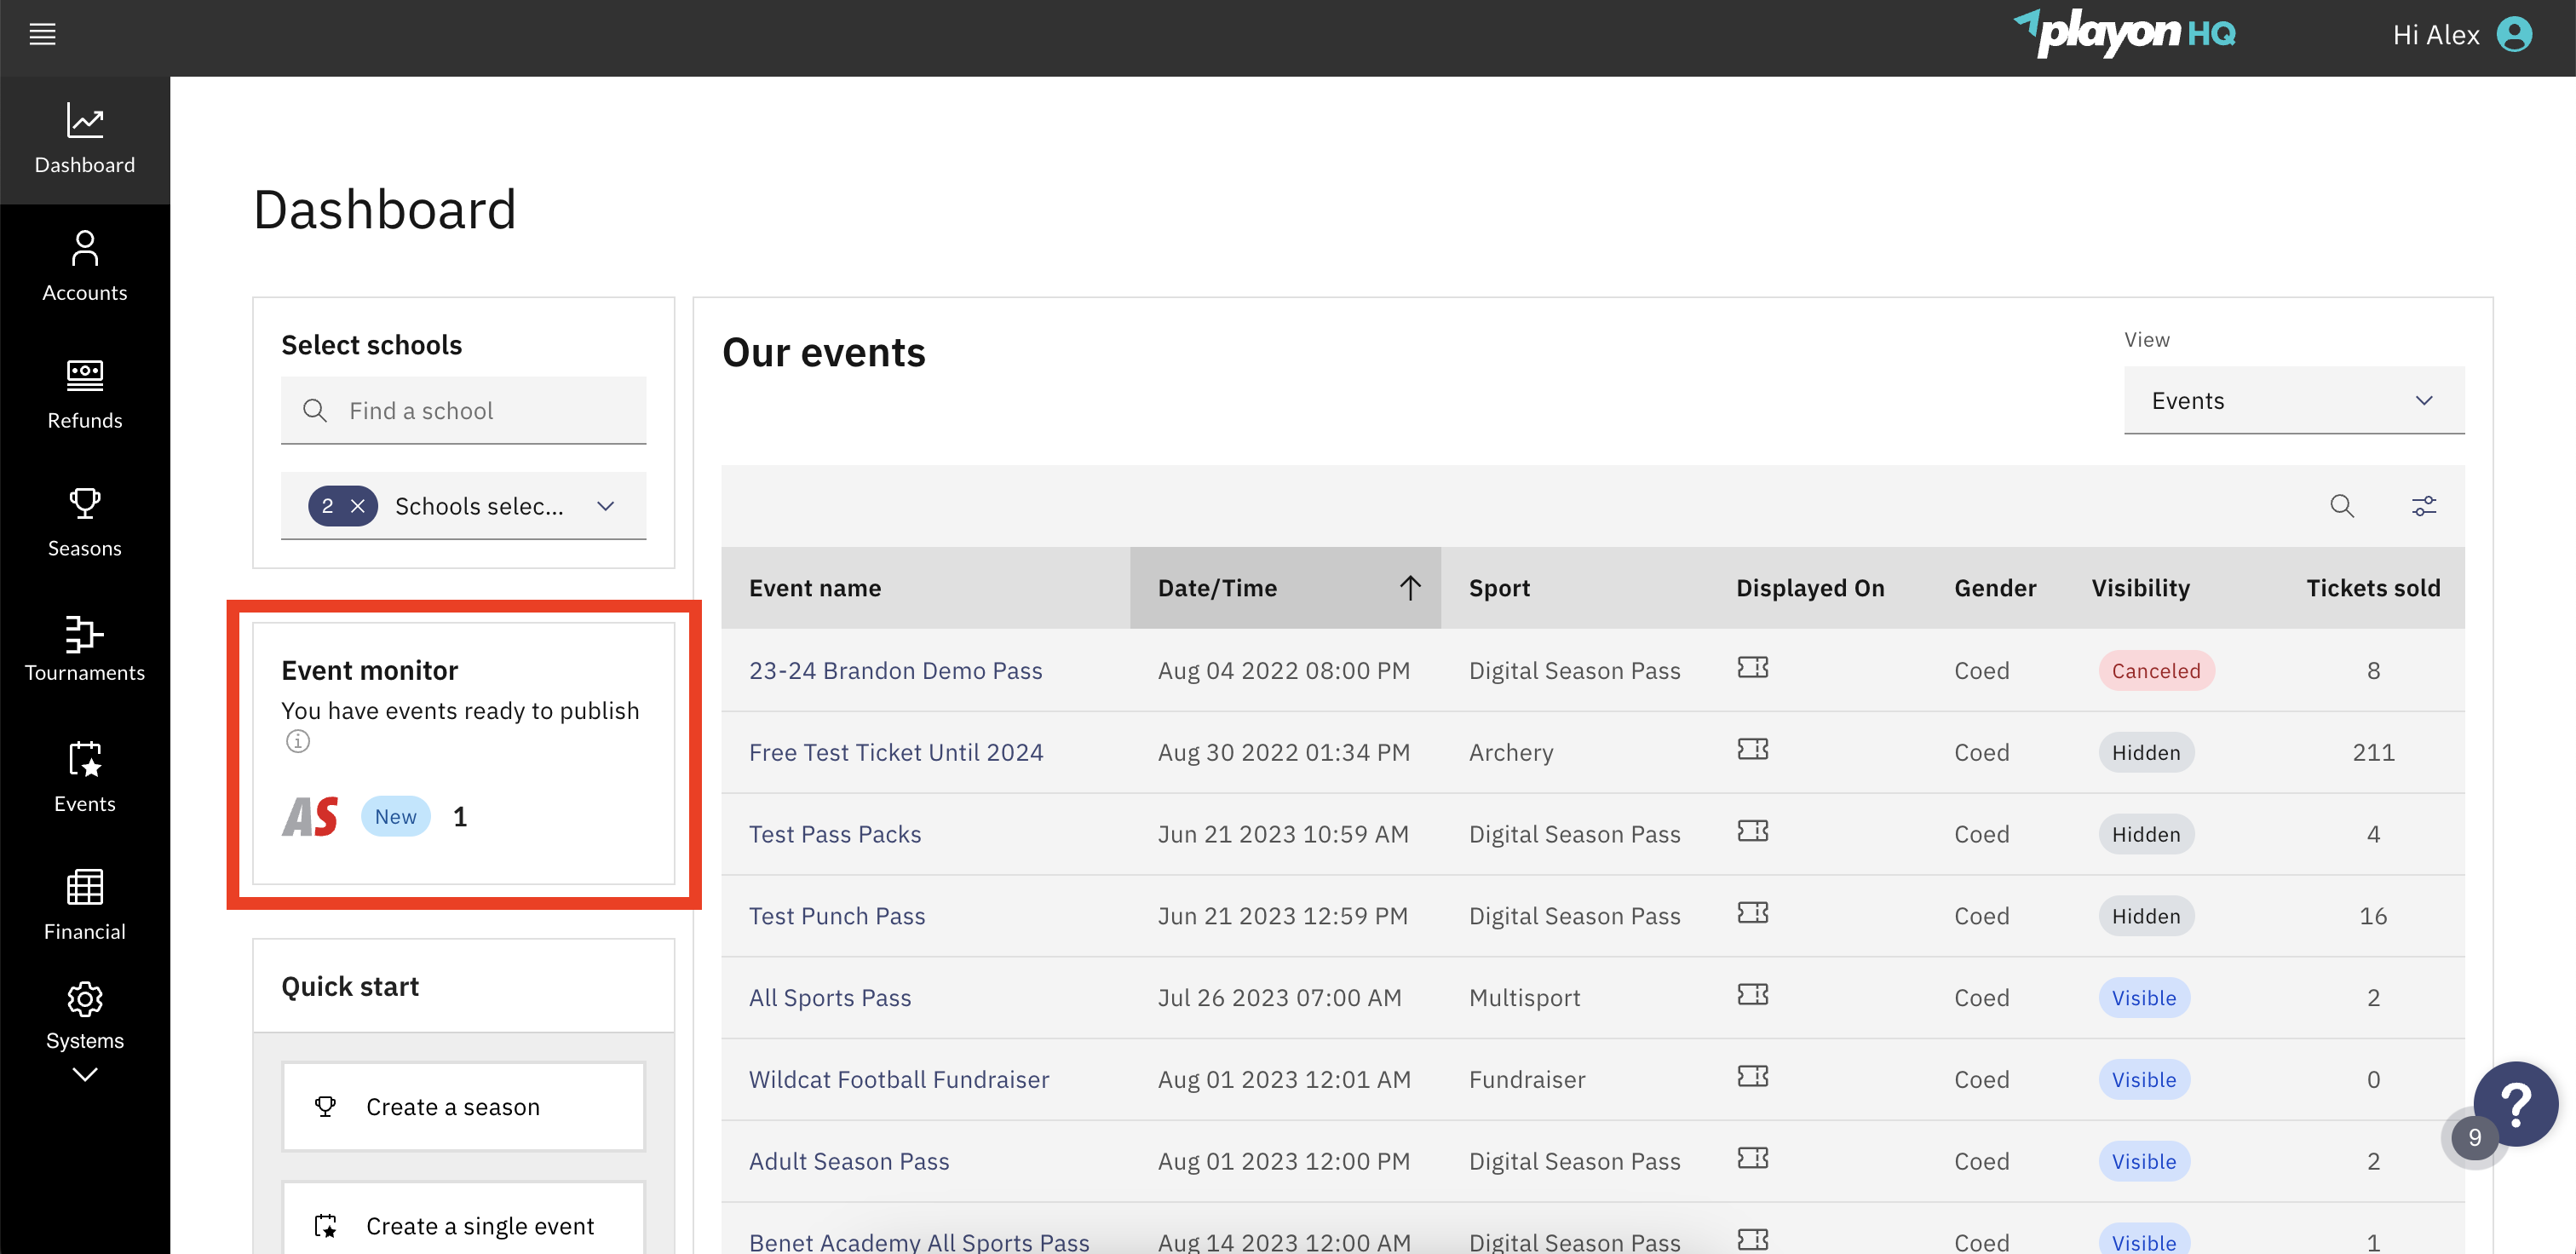 playon HQ
Hi Alex
Dashboard
Accounts
Refunds
Seasons
Tournaments
Events
Financial
Systems
Dashboard
Select schools
Find a school
2 Schools selec...
Event monitor
You have events ready to publish
AS New 1
Quick start
Create a season
Create a single event
Our events
View
Events
Event name Date/Time Sport Displayed On Gender Visibility Tickets sold
23-24 Brandon Demo Pass Aug 04 2022 08:00 PM Digital Season Pass Coed Canceled 8
Free Test Ticket Until 2024 Aug 30 2022 01:34 PM Archery Coed Hidden 211
Test Pass Packs Jun 21 2023 10:59 AM Digital Season Pass Coed Hidden 4
Test Punch Pass Jun 21 2023 12:59 PM Digital Season Pass Coed Hidden 16
All Sports Pass Jul 26 2023 07:00 AM Multisport Coed Visible 2
Wildcat Football Fundraiser Aug 01 2023 12:01 AM Fundraiser Coed Visible 0
Adult Season Pass Aug 01 2023 12:00 PM Digital Season Pass Coed Visible 2
Benet Academy All Sports Pass Aug 14 2023 12:00 AM Digital Season Pass Coed Visible 1
?
9